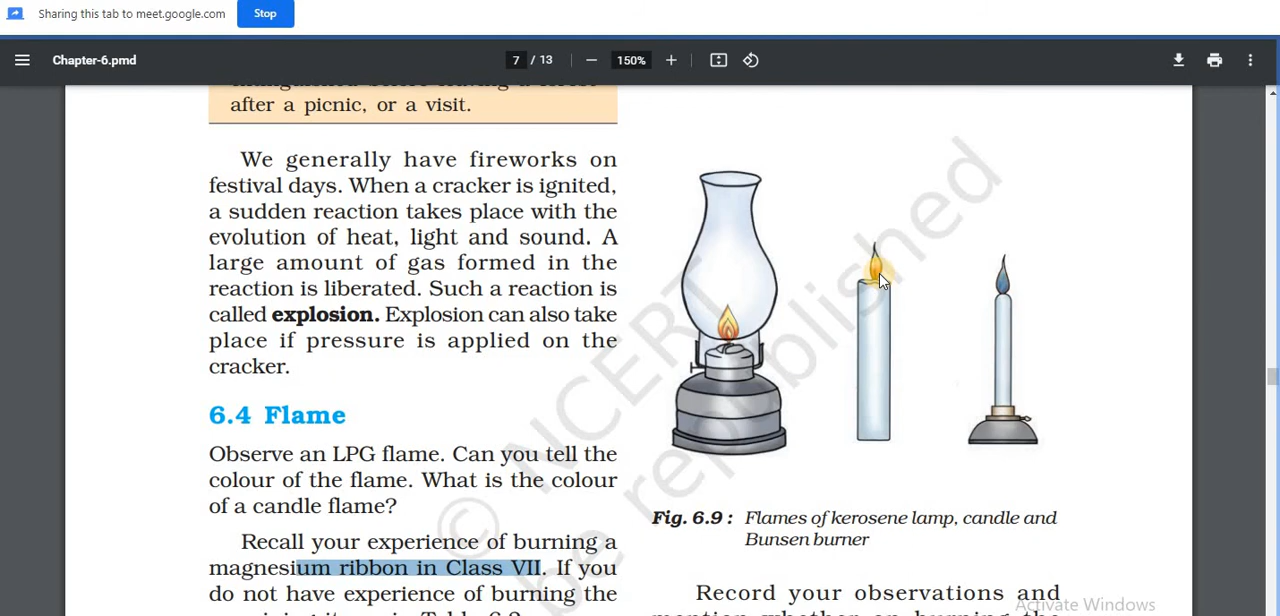 Sharing this tab to meet.google.com Stop
Chapter-6.pmd
7 / 13
150%
after a picnic, or a visit.
We generally have fireworks on
festival days. When a cracker is ignited,
a sudden reaction takes place with the
evolution of heat, light and sound. A
large amount of gas formed in the
reaction is liberated. Such a reaction is
called explosion. Explosion can also take
place if pressure is applied on the
cracker.
6.4 Flame
Observe an LPG flame. Can you tell the
colour of the flame. What is the colour
of a candle flame?
Recall your experience of burning a
magnesium ribbon in Class VII. If you
do not have experience of burning the
© NCERT
be republished
Fig. 6.9 : Flames of kerosene lamp, candle and
Bunsen burner
Record your observations and
Activate Windows